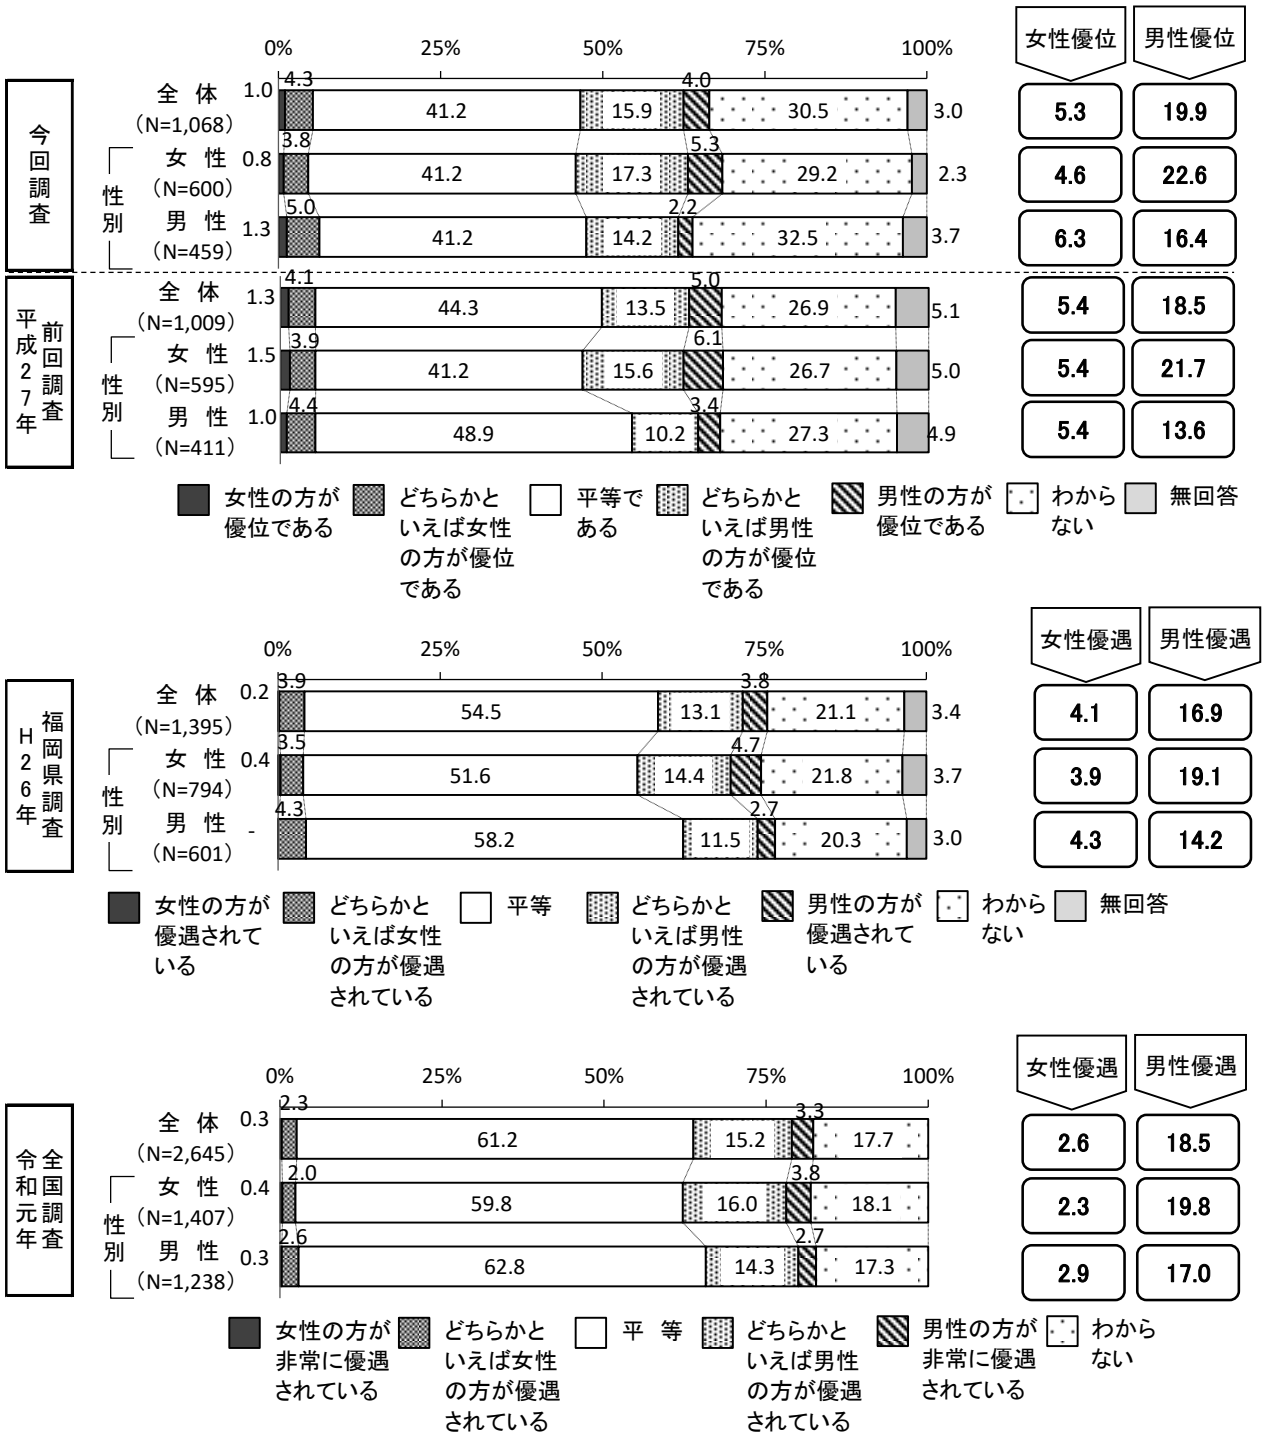 0%
25%
50%
75%
100%
女性優位
男性優位
今回調査
全 体
(N=1,068)
1.0
4.3
41.2
15.9
4.0
30.5
3.0
5.3
19.9
性別
女 性
(N=600)
0.8
3.8
41.2
17.3
5.3
29.2
2.3
4.6
22.6
男 性
(N=459)
1.3
5.0
41.2
14.2
2.2
32.5
3.7
6.3
16.4
前回調査
平成27年
全 体
(N=1,009)
1.3
4.1
44.3
13.5
5.0
26.9
5.1
5.4
18.5
性別
女 性
(N=595)
1.5
3.9
41.2
15.6
6.1
26.7
5.0
5.4
21.7
男 性
(N=411)
1.0
4.4
48.9
10.2
3.4
27.3
4.9
5.4
13.6
女性の方が
優位である
どちらかと
いえば女性
の方が優位
である
平等で
ある
どちらかと
いえば男性
の方が優位
である
男性の方が
優位である
わから
ない
無回答
0%
25%
50%
75%
100%
女性優遇
男性優遇
福岡県調査
H26年
全 体
(N=1,395)
0.2
3.9
54.5
13.1
3.8
21.1
3.4
4.1
16.9
性別
女 性
(N=794)
0.4
3.5
51.6
14.4
4.7
21.8
3.7
3.9
19.1
男 性
(N=601)
-
4.3
58.2
11.5
2.7
20.3
3.0
4.3
14.2
女性の方が
優遇されて
いる
どちらかと
いえば女性
の方が優遇
されている
平等
どちらかと
いえば男性
の方が優遇
されている
男性の方が
優遇されて
いる
わから
ない
無回答
0%
25%
50%
75%
100%
女性優遇
男性優遇
全国調査
令和元年
全 体
(N=2,645)
0.3
2.3
61.2
15.2
3.3
17.7
2.6
18.5
性別
女 性
(N=1,407)
0.4
2.0
59.8
16.0
3.8
18.1
2.3
19.8
男 性
(N=1,238)
0.3
2.6
62.8
14.3
2.7
17.3
2.9
17.0
女性の方が
非常に優遇
されている
どちらかと
いえば女性
の方が優遇
されている
平 等
どちらかと
いえば男性
の方が優遇
されている
男性の方が
非常に優遇
されている
わから
ない